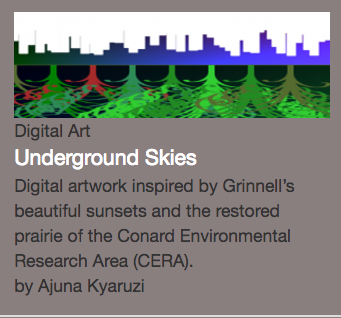 Digital Art
Underground Skies
Digital artwork inspired by Grinnell's
beautiful sunsets and the restored
prairie of the Conard Environmental
Research Area (CERA).
by Ajuna Kyaruzi